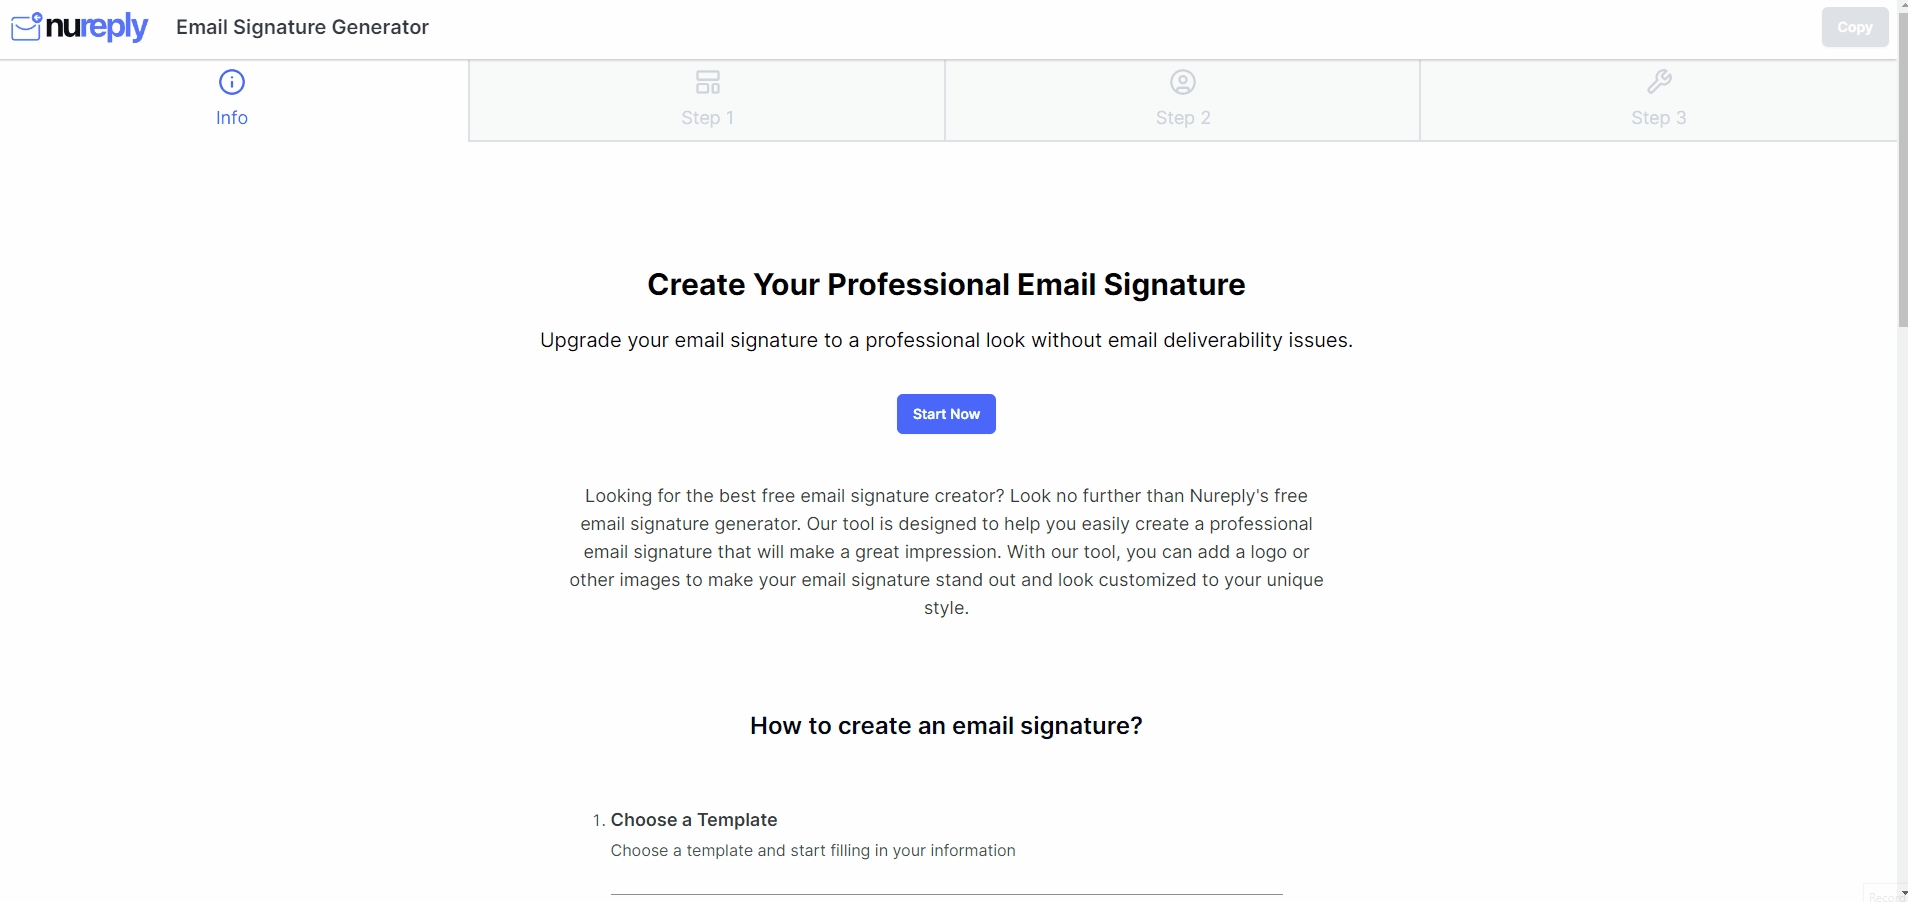 nureply Email Signature Generator Copy
Info Step 1 Step 2 Step 3
Create Your Professional Email Signature
Upgrade your email signature to a professional look without email deliverability issues.
Start Now
Looking for the best free email signature creator? Look no further than Nureply's free
email signature generator. Our tool is designed to help you easily create a professional
email signature that will make a great impression. With our tool, you can add a logo or
other images to make your email signature stand out and look customized to your unique
style.
How to create an email signature?
1. Choose a Template
Choose a template and start filling in your information